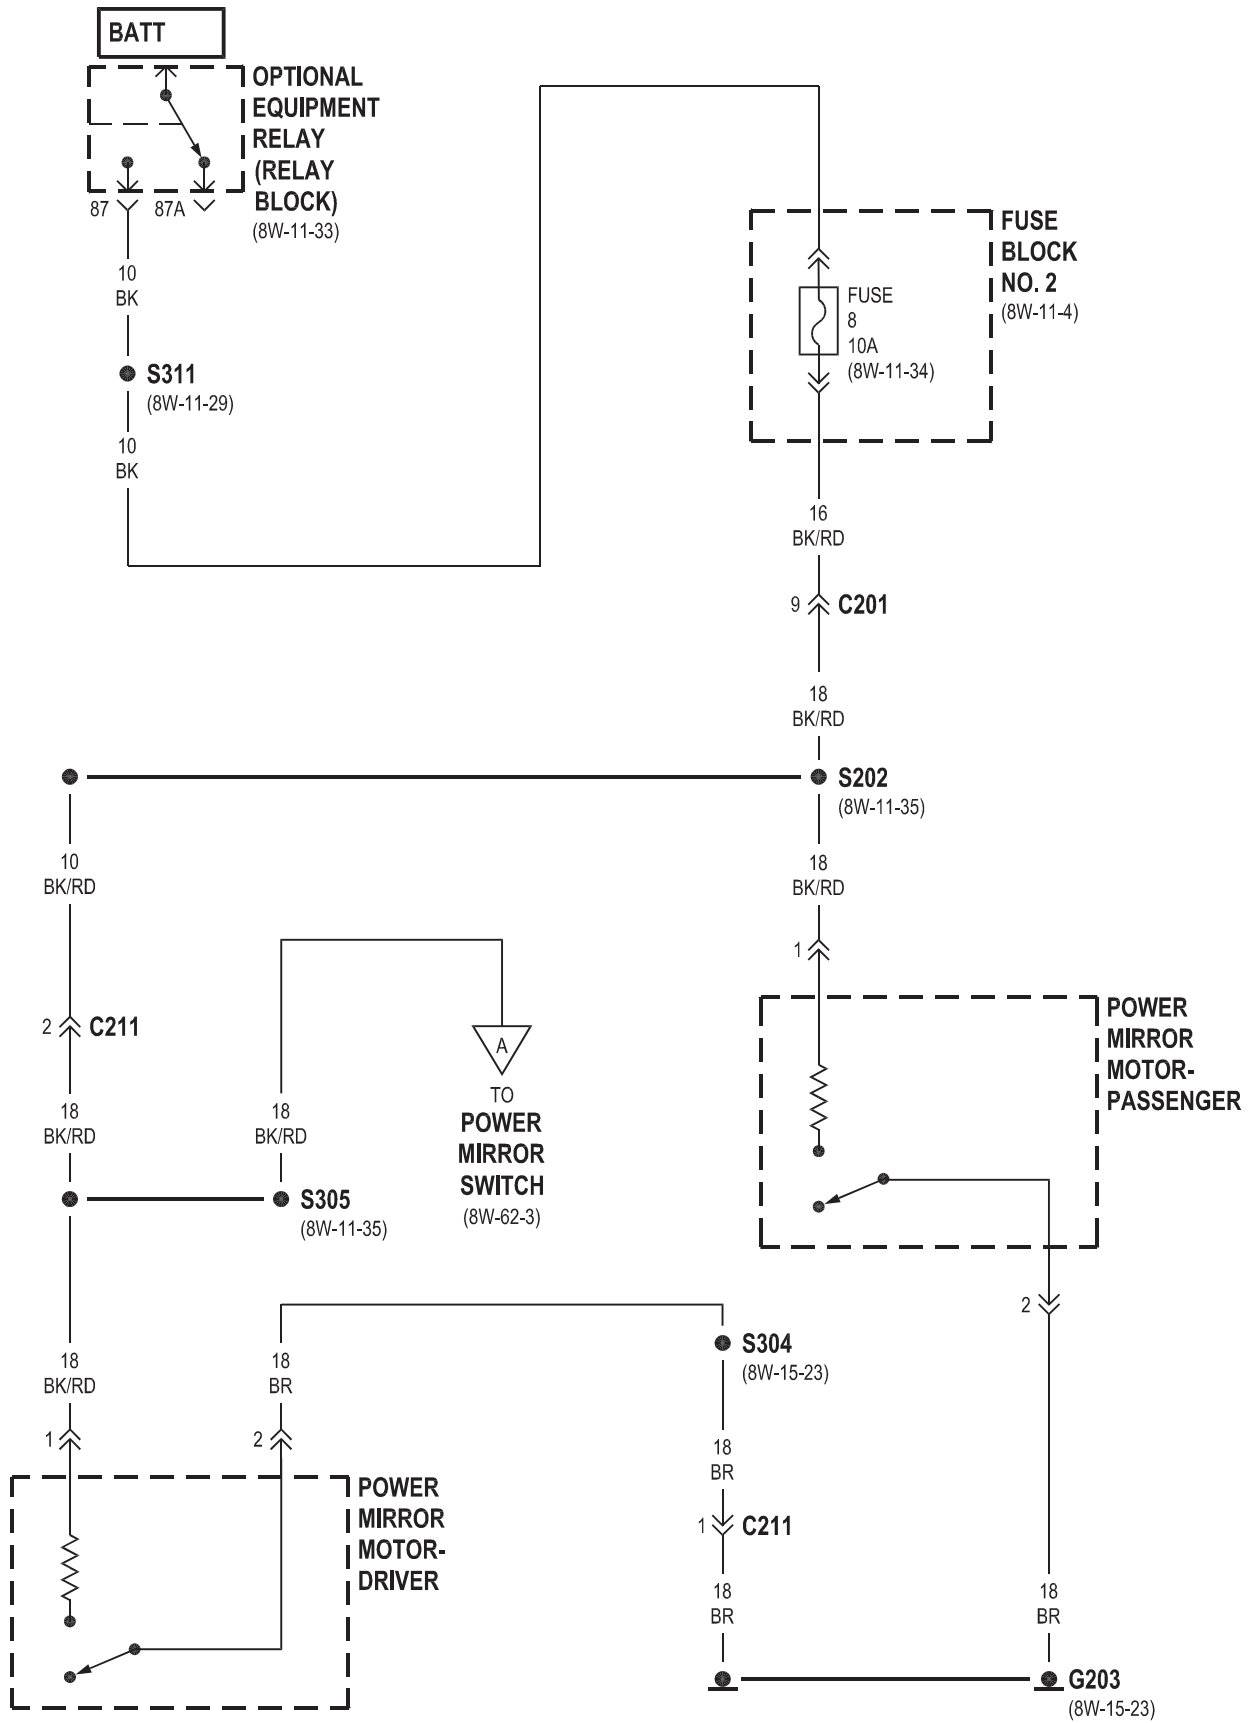 BATT
OPTIONAL
EQUIPMENT
RELAY
(RELAY
BLOCK)
(8W-11-33)
87
87A
10
BK
S311
(8W-11-29)
10
BK
FUSE
BLOCK
NO. 2
(8W-11-4)
FUSE
8
10A
(8W-11-34)
16
BK/RD
9
C201
18
BK/RD
S202
(8W-11-35)
10
BK/RD
18
BK/RD
1
2
C211
A
TO
POWER
MIRROR
SWITCH
(8W-62-3)
POWER
MIRROR
MOTOR-
PASSENGER
18
BK/RD
18
BK/RD
S305
(8W-11-35)
2
S304
(8W-15-23)
18
BK/RD
18
BR
1
2
18
BR
POWER
MIRROR
MOTOR-
DRIVER
1
C211
18
BR
18
BR
G203
(8W-15-23)